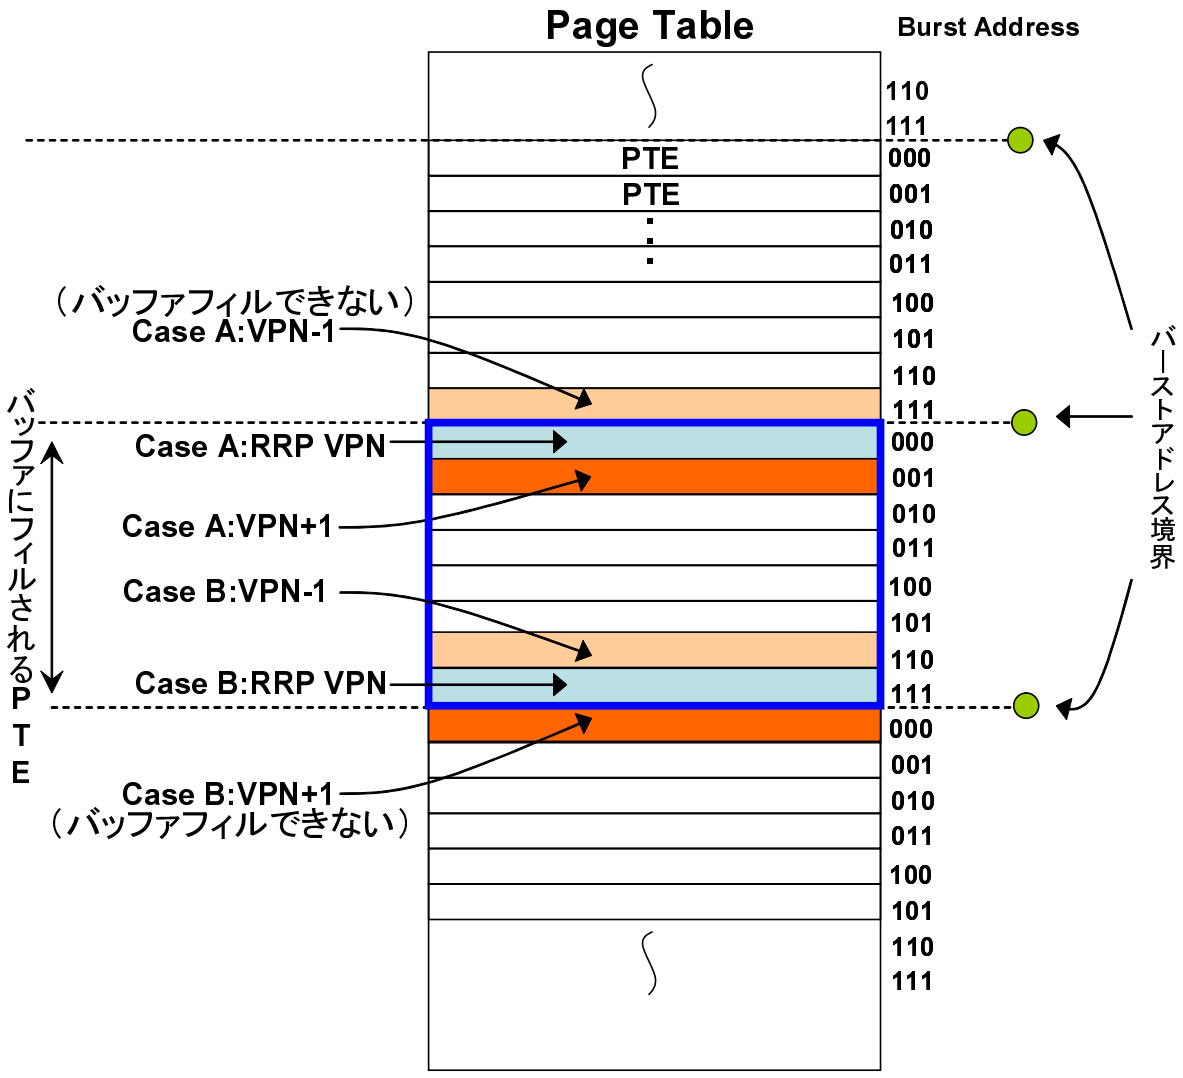 Page Table
Burst Address
110
111
PTE
000
PTE
001
010
011
（バッファフィルできない）
100
Case A:VPN-1
101
110
111
Case A:RRP VPN
000
001
Case A:VPN+1
010
011
Case B:VPN-1
100
101
110
Case B:RRP VPN
111
000
001
Case B:VPN+1
010
（バッファフィルできない）
011
100
101
110
111
バッファにフィルされるPTE
バーストアドレス境界